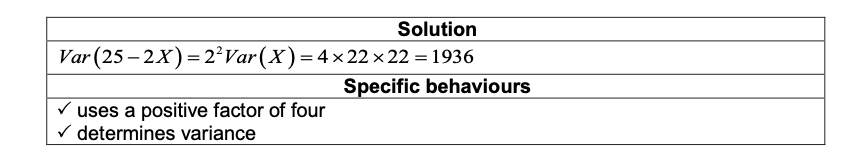 Solution
Var(25 – 2X) = 2²Var(X) = 4 × 22 × 22 = 1936
Specific behaviours
✓ uses a positive factor of four
✓ determines variance